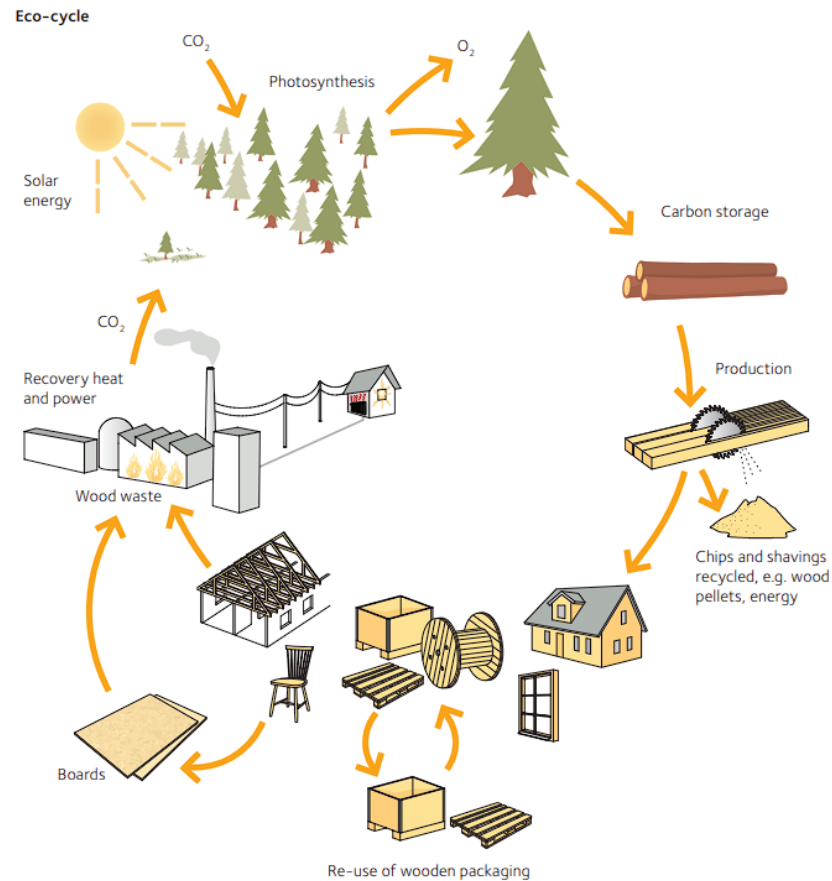 Eco-cycle
CO₂
Photosynthesis
O₂
Solar
energy
Carbon storage
CO₂
Production
Recovery heat
and power
Wood waste
Chips and shavings
recycled, e.g. wood
pellets, energy
Boards
Re-use of wooden packaging